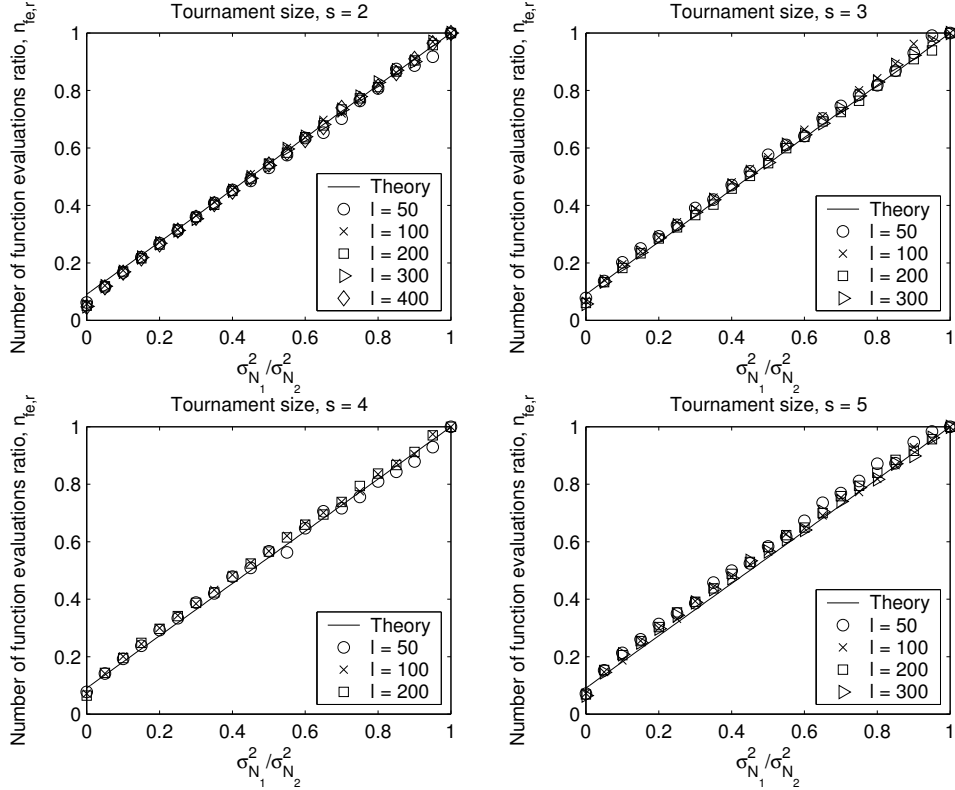 Tournament size, s = 2
Number of function evaluations ratio, n_fe,r
1
0.8
0.6
0.4
0.2
0
0 0.2 0.4 0.6 0.8 1
σ²_N₁/σ²_N₂
Theory
l = 50
l = 100
l = 200
l = 300
l = 400
Tournament size, s = 3
Number of function evaluations ratio, n_fe,r
1
0.8
0.6
0.4
0.2
0
0 0.2 0.4 0.6 0.8 1
σ²_N₁/σ²_N₂
Theory
l = 50
l = 100
l = 200
l = 300
Tournament size, s = 4
Number of function evaluations ratio, n_fe,r
1
0.8
0.6
0.4
0.2
0
0 0.2 0.4 0.6 0.8 1
σ²_N₁/σ²_N₂
Theory
l = 50
l = 100
l = 200
Tournament size, s = 5
Number of function evaluations ratio, n_fe,r
1
0.8
0.6
0.4
0.2
0
0 0.2 0.4 0.6 0.8 1
σ²_N₁/σ²_N₂
Theory
l = 50
l = 100
l = 200
l = 300